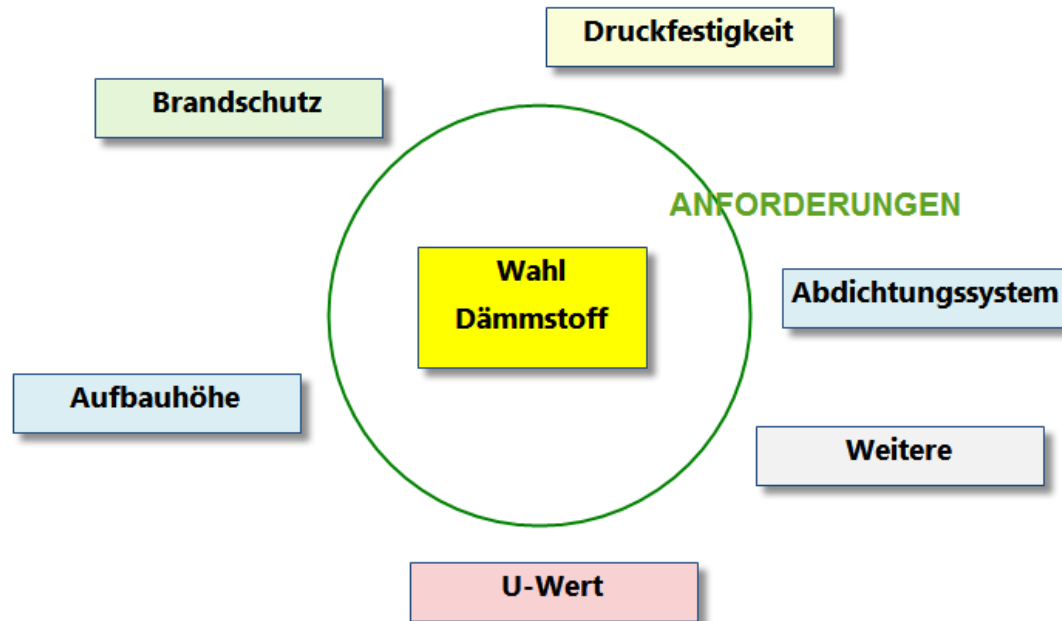 Druckfestigkeit
Brandschutz
ANFORDERUNGEN
Wahl
Dämmstoff
Abdichtungssystem
Aufbauhöhe
Weitere
U-Wert